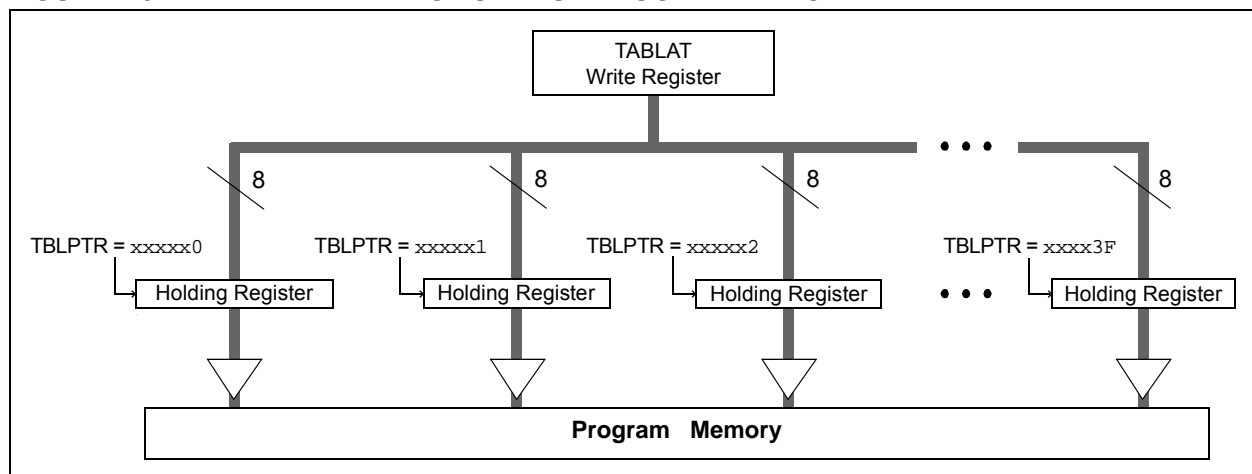 TABLAT
Write Register
8 8 8 8
TBLPTR = xxxxx0 TBLPTR = xxxxx1 TBLPTR = xxxxx2 TBLPTR = xxxx3F
Holding Register Holding Register Holding Register • • • Holding Register
Program Memory